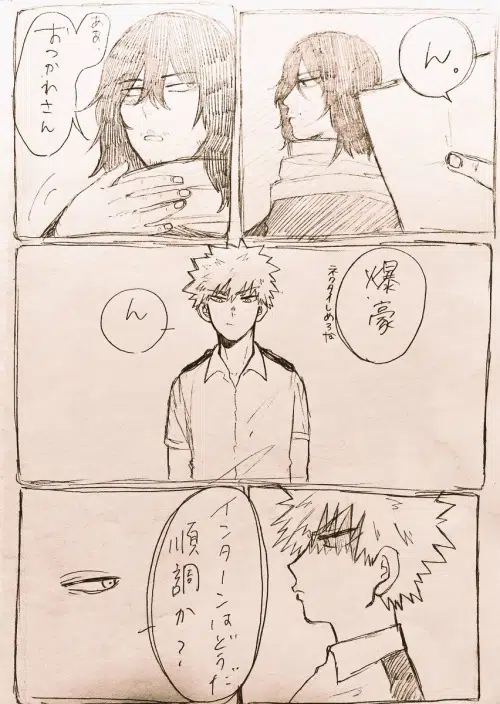 ん。
ああ
おつかれさん
爆豪
ネクタイしめろな
ん
インターンはどうだ
順調か?